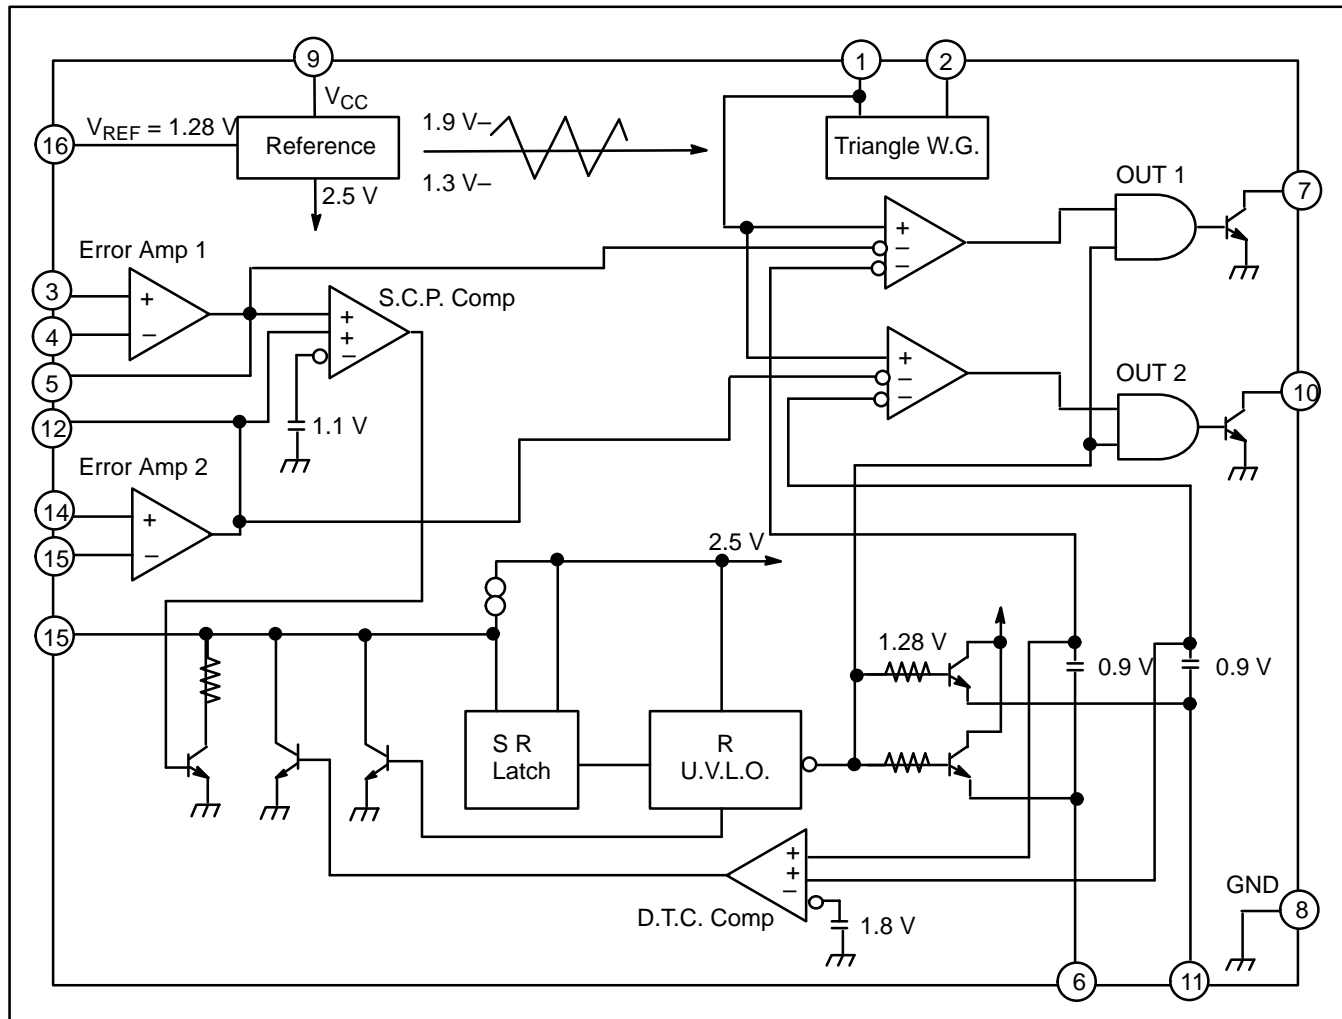 9
1
2
V_CC
V_REF = 1.28 V
16
Reference
1.9 V–
1.3 V–
2.5 V
Triangle W.G.
OUT 1
7
Error Amp 1
3
+
4
–
S.C.P. Comp
+
+
–
+
–
–
5
12
1.1 V
+
–
–
OUT 2
10
Error Amp 2
14
+
15
–
2.5 V
15
1.28 V
0.9 V
0.9 V
S R
Latch
R
U.V.L.O.
+
+
–
D.T.C. Comp
1.8 V
GND
8
6
11